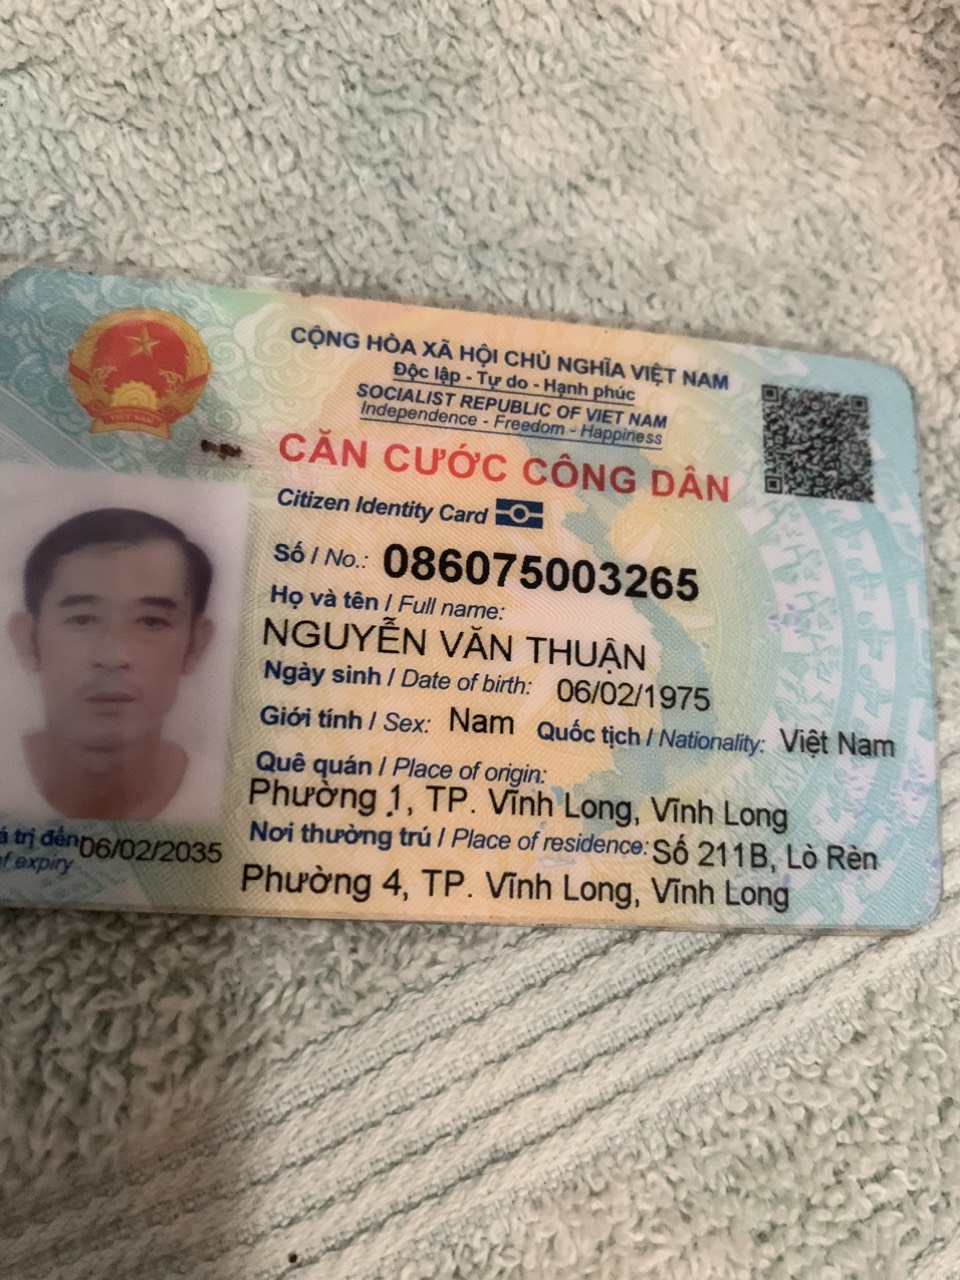 CỘNG HÒA XÃ HỘI CHỦ NGHĨA VIỆT NAM
Độc lập - Tự do - Hạnh phúc
SOCIALIST REPUBLIC OF VIET NAM
Independence - Freedom - Happiness
CĂN CƯỚC CÔNG DÂN
Citizen Identity Card
Số / No.: 086075003265
Họ và tên / Full name:
NGUYỄN VĂN THUẬN
Ngày sinh / Date of birth: 06/02/1975
Giới tính / Sex: Nam Quốc tịch / Nationality: Việt Nam
Quê quán / Place of origin:
Phường 1, TP. Vĩnh Long, Vĩnh Long
Nơi thường trú / Place of residence: Số 211B, Lò Rèn
Phường 4, TP. Vĩnh Long, Vĩnh Long
trị đến 06/02/2035
expiry